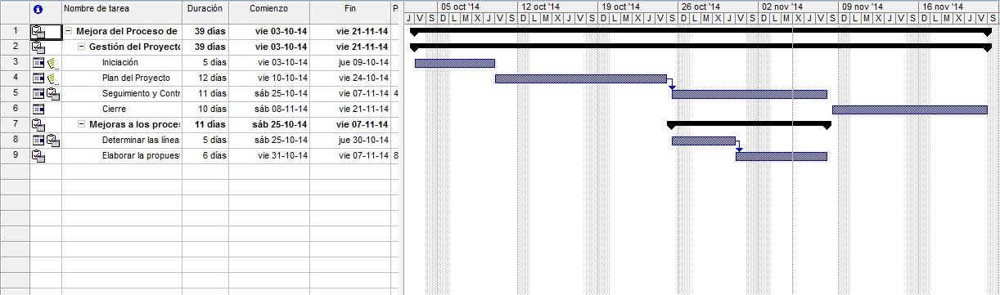 Nombre de tarea Duración Comienzo Fin P
1 Mejora del Proceso de 39 días vie 03-10-14 vie 21-11-14
2 Gestión del Proyecto 39 días vie 03-10-14 vie 21-11-14
3 Iniciación 5 días vie 03-10-14 jue 09-10-14
4 Plan del Proyecto 12 días vie 10-10-14 vie 24-10-14
5 Seguimiento y Contr 11 días sáb 25-10-14 vie 07-11-14 4
6 Cierre 10 días sáb 08-11-14 vie 21-11-14
7 Mejoras a los proces 11 días sáb 25-10-14 vie 07-11-14
8 Determinar las líneas 5 días sáb 25-10-14 jue 30-10-14
9 Elaborar la propuest 6 días vie 31-10-14 vie 07-11-14 8
05 oct '14 12 oct '14 19 oct '14 26 oct '14 02 nov '14 09 nov '14 16 nov '14
J V S D L M X J V S D L M X J V S D L M X J V S D L M X J V S D L M X J V S D L M X J V S D L M X J V S